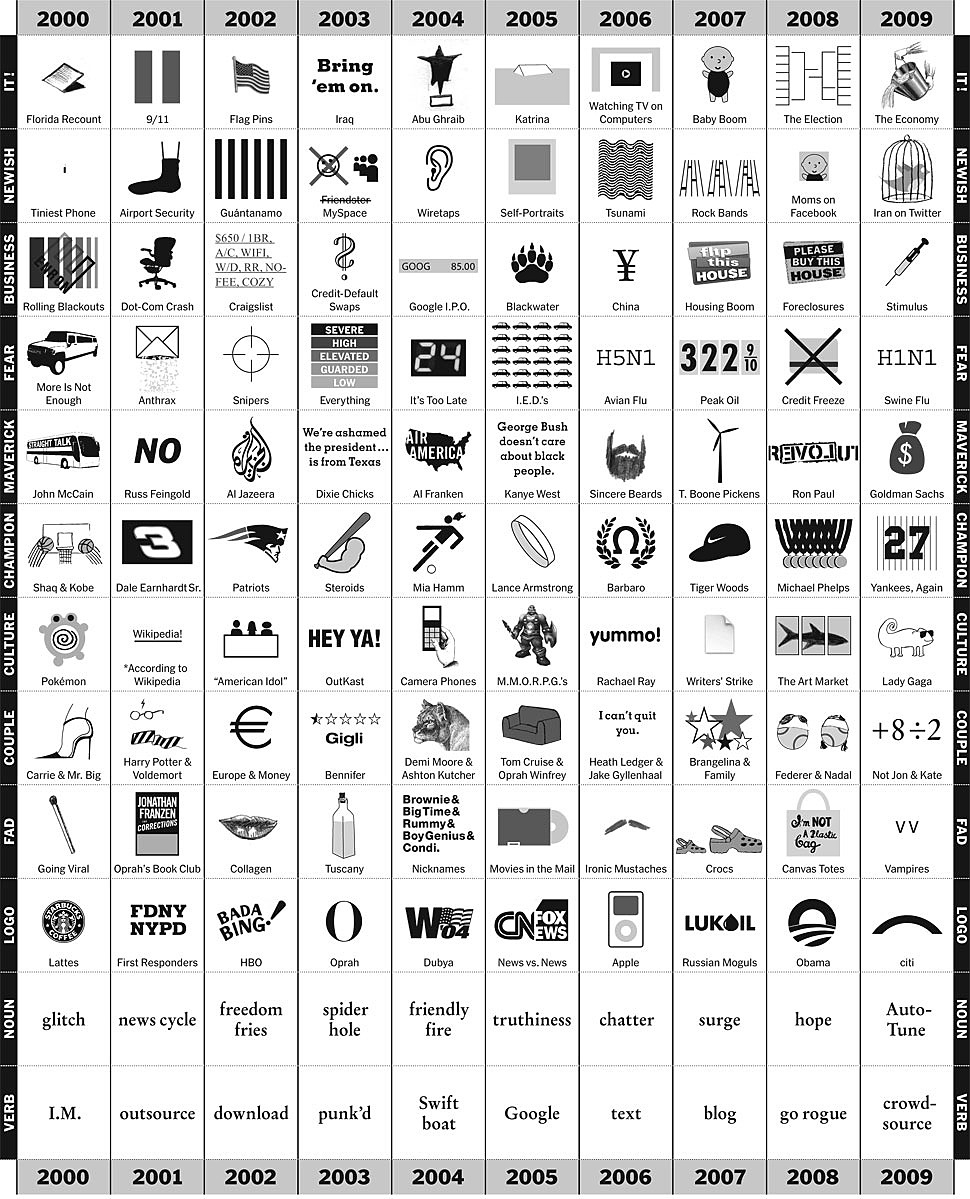 2000 2001 2002 2003 2004 2005 2006 2007 2008 2009
IT!
Bring
'em on.
Florida Recount
9/11
Flag Pins
Iraq
Abu Ghraib
Katrina
Watching TV on
Computers
Baby Boom
The Election
The Economy
IT!
NEWISH
Tiniest Phone
Airport Security
Guántanamo
Friendster
MySpace
Wiretaps
Self-Portraits
Tsunami
Rock Bands
Moms on
Facebook
Iran on Twitter
NEWISH
BUSINESS
ENRON
Rolling Blackouts
Dot-Com Crash
$650 / 1BR,
A/C, WIFI,
W/D, RR, NO-
FEE, COZY
Craigslist
$
Credit-Default
Swaps
GOOG 85.00
Google I.P.O.
Blackwater
¥
China
flip
this
HOUSE
Housing Boom
PLEASE
BUY THIS
HOUSE
Foreclosures
Stimulus
BUSINESS
FEAR
More Is Not
Enough
Anthrax
Snipers
SEVERE
HIGH
ELEVATED
GUARDED
LOW
Everything
24
It's Too Late
I.E.D.'s
H5N1
Avian Flu
322 9/10
Peak Oil
Credit Freeze
H1N1
Swine Flu
FEAR
MAVERICK
STRAIGHT TALK
John McCain
NO
Russ Feingold
Al Jazeera
We're ashamed
the president...
is from Texas
Dixie Chicks
AIR
AMERICA
Al Franken
George Bush
doesn't care
about black
people.
Kanye West
Sincere Beards
T. Boone Pickens
REVOLUT
Ron Paul
$
Goldman Sachs
MAVERICK
CHAMPION
Shaq & Kobe
3
Dale Earnhardt Sr.
Patriots
Steroids
Mia Hamm
Lance Armstrong
Ω
Barbaro
Tiger Woods
Michael Phelps
27
Yankees, Again
CHAMPION
CULTURE
Pokémon
Wikipedia!
*According to
Wikipedia
"American Idol"
HEY YA!
OutKast
Camera Phones
M.M.O.R.P.G.'s
yummo!
Rachael Ray
Writers' Strike
The Art Market
Lady Gaga
CULTURE
COUPLE
Carrie & Mr. Big
Harry Potter &
Voldemort
€
Europe & Money
Gigli
Bennifer
Demi Moore &
Ashton Kutcher
Tom Cruise &
Oprah Winfrey
I can't quit
you.
Heath Ledger &
Jake Gyllenhaal
Brangelina &
Family
Federer & Nadal
+8÷2
Not Jon & Kate
COUPLE
FAD
Going Viral
JONATHAN
FRANZEN
THE
CORRECTIONS
Oprah's Book Club
Collagen
Tuscany
Brownie &
Big Time &
Rummy &
Boy Genius &
Condi.
Nicknames
Movies in the Mail
Ironic Mustaches
Crocs
I'm NOT
A Plastic
bag
Canvas Totes
V V
Vampires
FAD
LOGO
STARBUCKS
COFFEE
Lattes
FDNY
NYPD
First Responders
BADA
BING!
HBO
O
Oprah
W'04
Dubya
CNN FOX
NEWS
News vs. News
Apple
LUKOIL
Russian Moguls
Obama
citi
LOGO
NOUN
glitch
news cycle
freedom
fries
spider
hole
friendly
fire
truthiness
chatter
surge
hope
Auto-
Tune
NOUN
VERB
I.M.
outsource
download
punk'd
Swift
boat
Google
text
blog
go rogue
crowd-
source
VERB
2000 2001 2002 2003 2004 2005 2006 2007 2008 2009